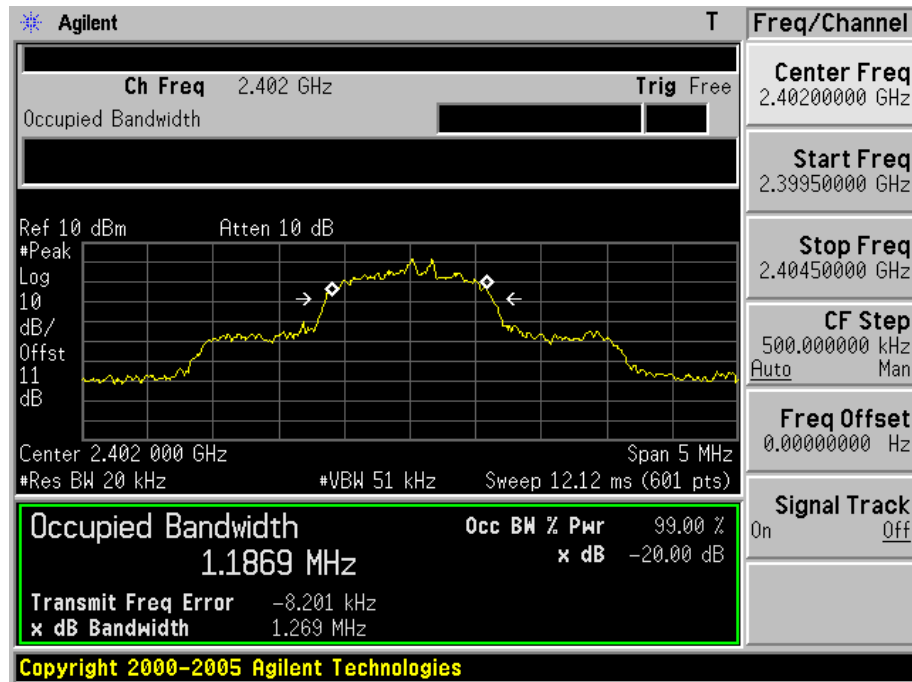 Agilent T
Ch Freq 2.402 GHz Trig Free
Occupied Bandwidth
Ref 10 dBm Atten 10 dB
#Peak
Log
10
dB/
Offst
11
dB
Center 2.402 000 GHz Span 5 MHz
#Res BW 20 kHz #VBW 51 kHz Sweep 12.12 ms (601 pts)
Occupied Bandwidth
1.1869 MHz
Occ BW % Pwr 99.00 %
x dB -20.00 dB
Transmit Freq Error -8.201 kHz
x dB Bandwidth 1.269 MHz
Copyright 2000-2005 Agilent Technologies
Freq/Channel
Center Freq
2.40200000 GHz
Start Freq
2.39950000 GHz
Stop Freq
2.40450000 GHz
CF Step
500.000000 kHz
Auto Man
Freq Offset
0.00000000 Hz
Signal Track
On Off